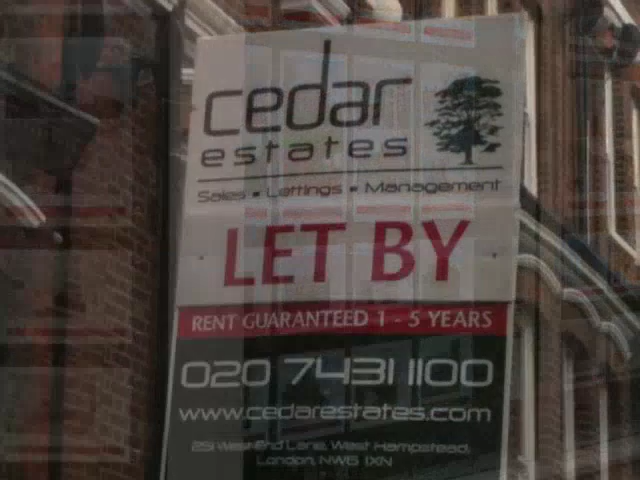 cedar
estates
Sales • Lettings • Management
LET BY
RENT GUARANTEED 1 - 5 YEARS
020 7431 1100
www.cedarestates.com
251 West End Lane, West Hampstead,
London, NW6 1XN